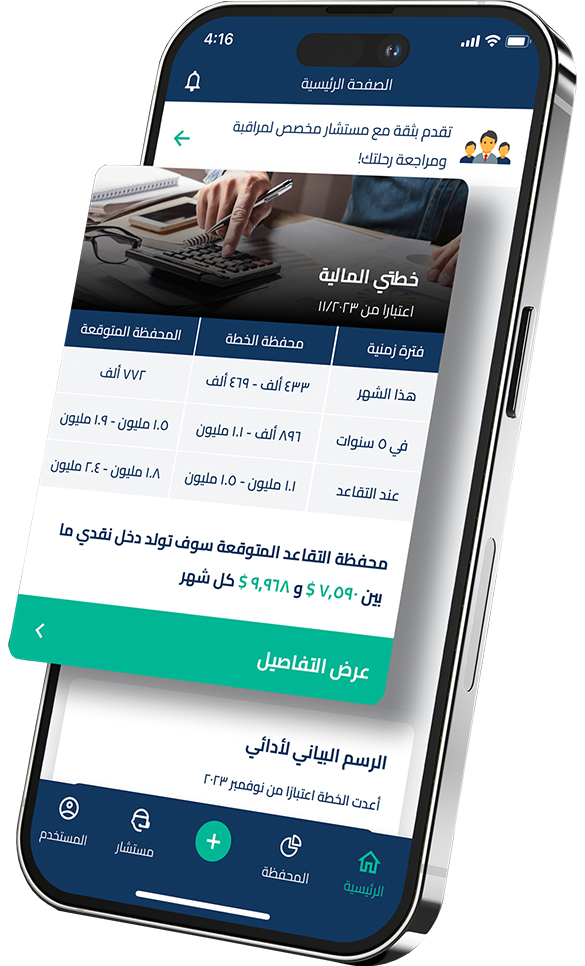 4:16
الصفحة الرئيسية
تقدم بثقة مع مستشار مخصص لمراقبة
ومراجعة رحلتك!
خطتي المالية
اعتبارا من ١١/٢٠٢٣
فترة زمنية
محفظة الخطة
المحفظة المتوقعة
هذا الشهر
٤٣٣ ألف - ٤٦٩ ألف
٧٧٢ ألف
في ٥ سنوات
٨٩٦ ألف - ١.١ مليون
١.٥ مليون - ١.٩ مليون
عند التقاعد
١.١ مليون - ١.٥ مليون
١.٨ مليون - ٢.٤ مليون
محفظة التقاعد المتوقعة سوف تولد دخل نقدي ما
بين ٧,٥٩٠ $ و ٩,٩٦٨ $ كل شهر
عرض التفاصيل
الرسم البياني لأدائي
أعدت الخطة اعتبارًا من نوفمبر ٢٠٢٣
الرئيسية
المحفظة
مستشار
المستخدم